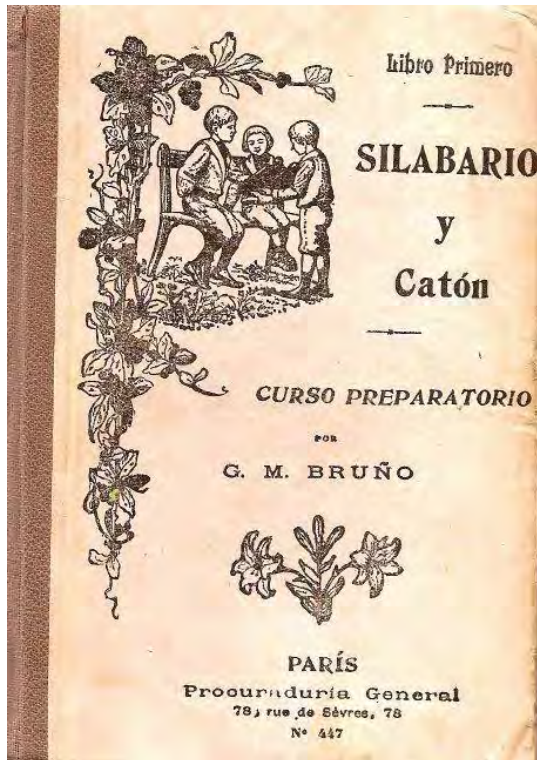 Libro Primero
SILABARIO
y
Catón
CURSO PREPARATORIO
POR
G. M. BRUÑO
PARÍS
Procuraduría General
78, rue de Sèvres, 78
Nº 447